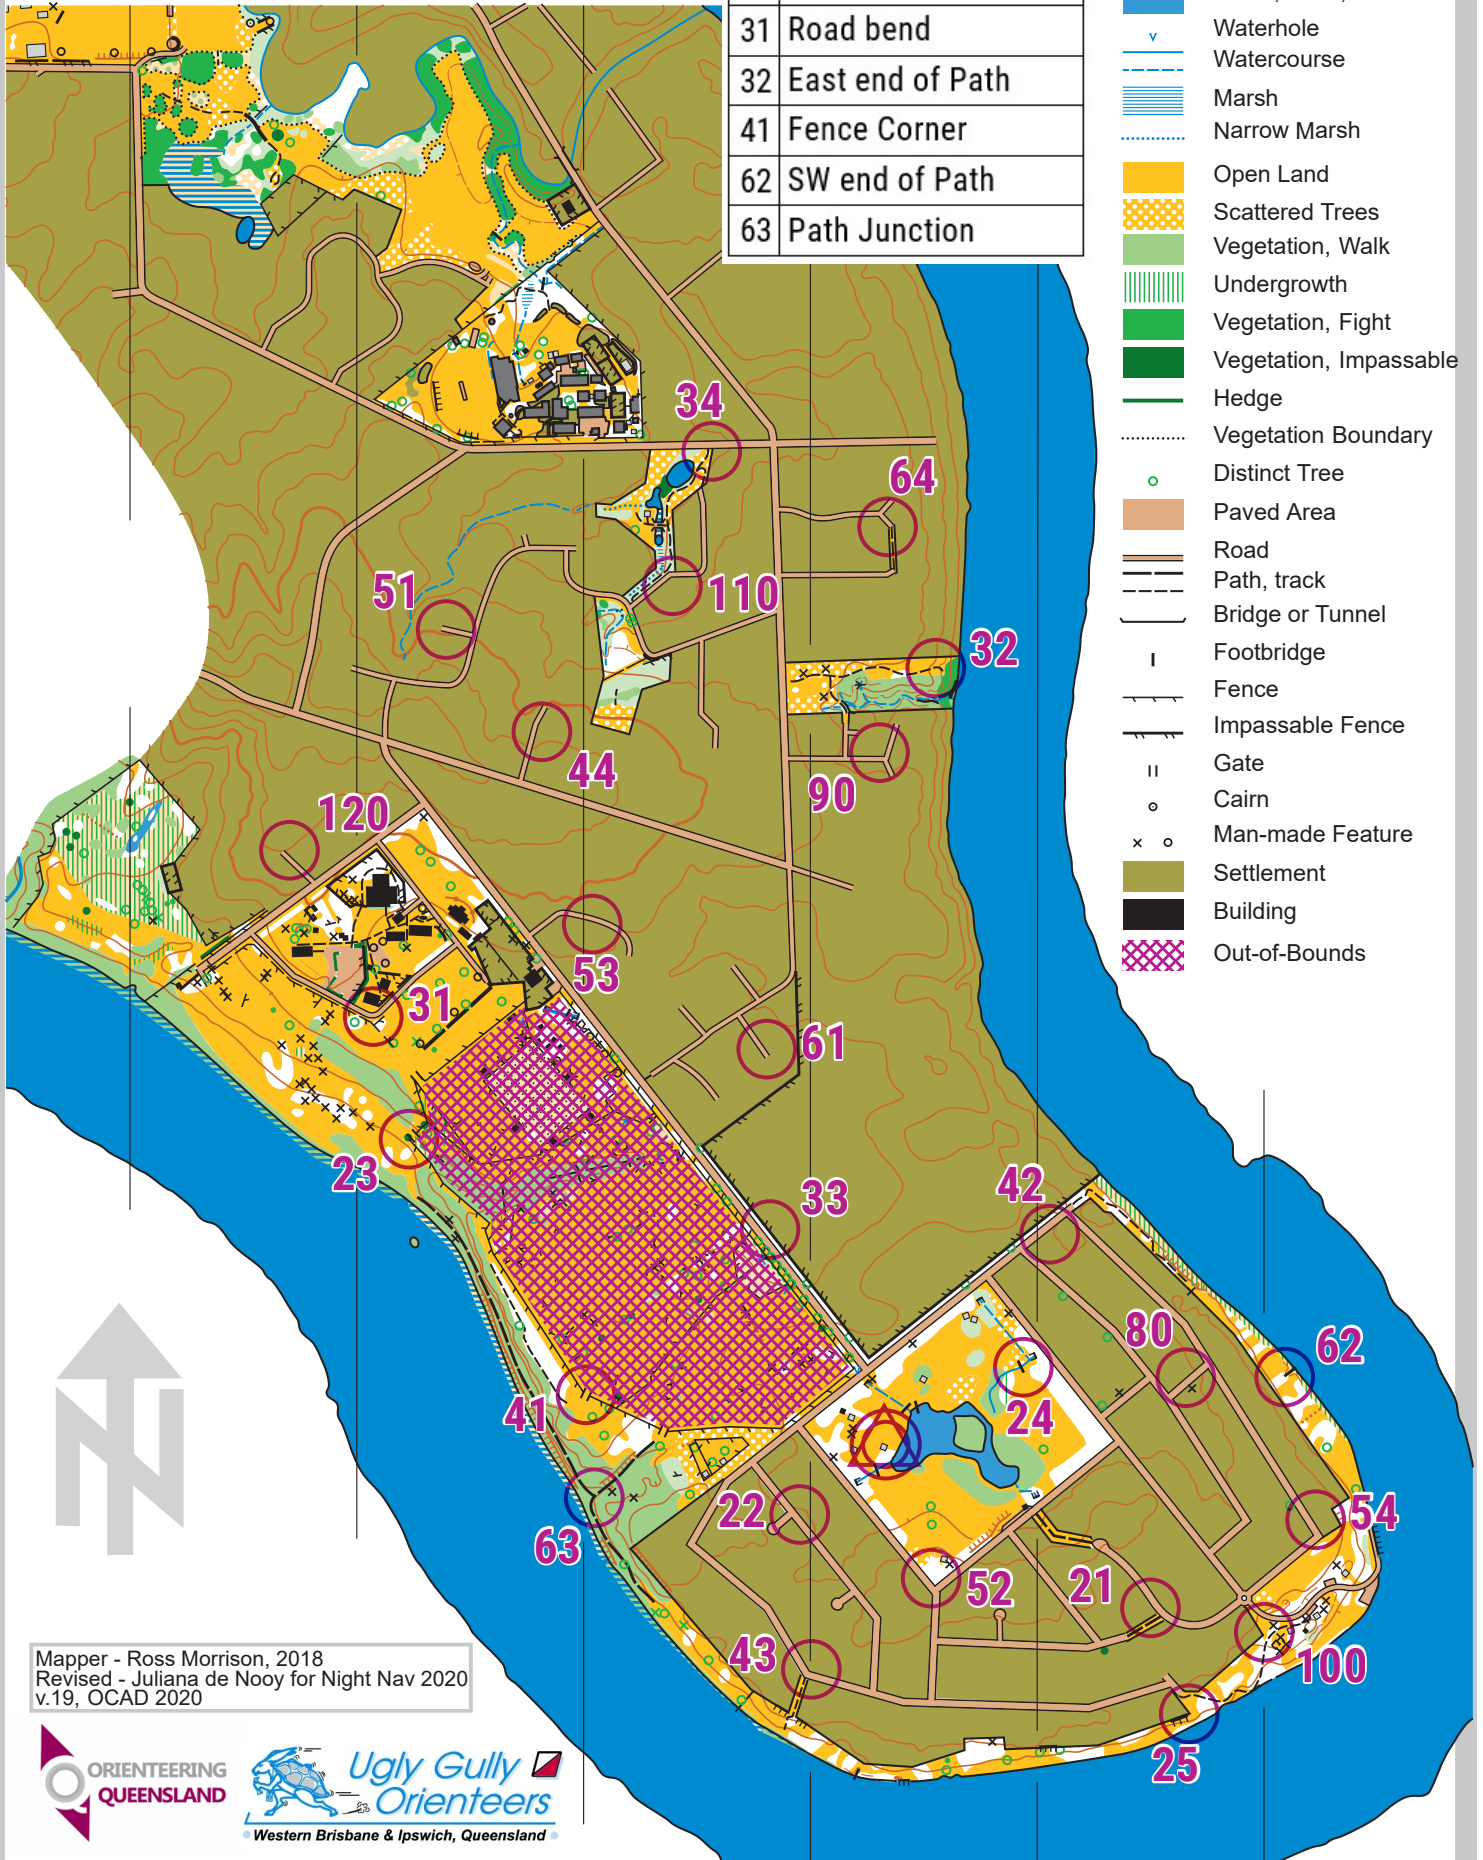 31 Road bend
32 East end of Path
41 Fence Corner
62 SW end of Path
63 Path Junction
Waterhole
Watercourse
Marsh
Narrow Marsh
Open Land
Scattered Trees
Vegetation, Walk
Undergrowth
Vegetation, Fight
Vegetation, Impassable
Hedge
Vegetation Boundary
Distinct Tree
Paved Area
Road
Path, track
Bridge or Tunnel
Footbridge
Fence
Impassable Fence
Gate
Cairn
Man-made Feature
Settlement
Building
Out-of-Bounds
34
64
51
110
32
44
90
120
53
31
61
23
33
42
80
62
41
24
22
54
63
52
21
43
100
25
N
Mapper - Ross Morrison, 2018
Revised - Juliana de Nooy for Night Nav 2020
v.19, OCAD 2020
ORIENTEERING
QUEENSLAND
Ugly Gully
Orienteers
Western Brisbane & Ipswich, Queensland